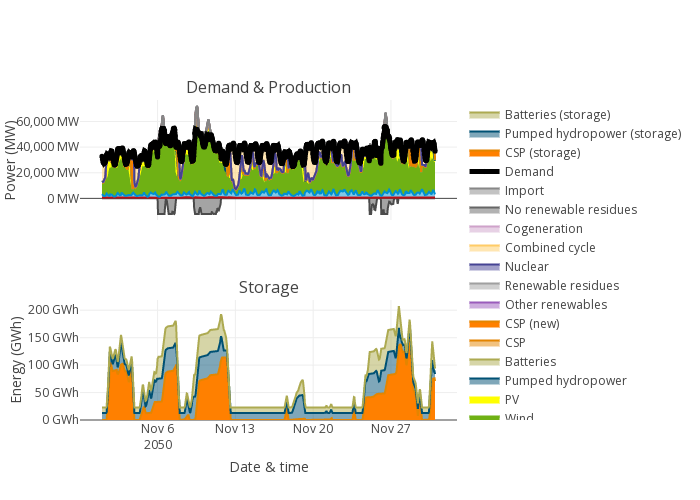 Demand & Production
Power (MW)
60,000 MW
40,000 MW
20,000 MW
0 MW
Storage
Energy (GWh)
200 GWh
150 GWh
100 GWh
50 GWh
0 GWh
Nov 6
2050
Nov 13
Nov 20
Nov 27
Date & time
Batteries (storage)
Pumped hydropower (storage)
CSP (storage)
Demand
Import
No renewable residues
Cogeneration
Combined cycle
Nuclear
Renewable residues
Other renewables
CSP (new)
CSP
Batteries
Pumped hydropower
PV
Wind